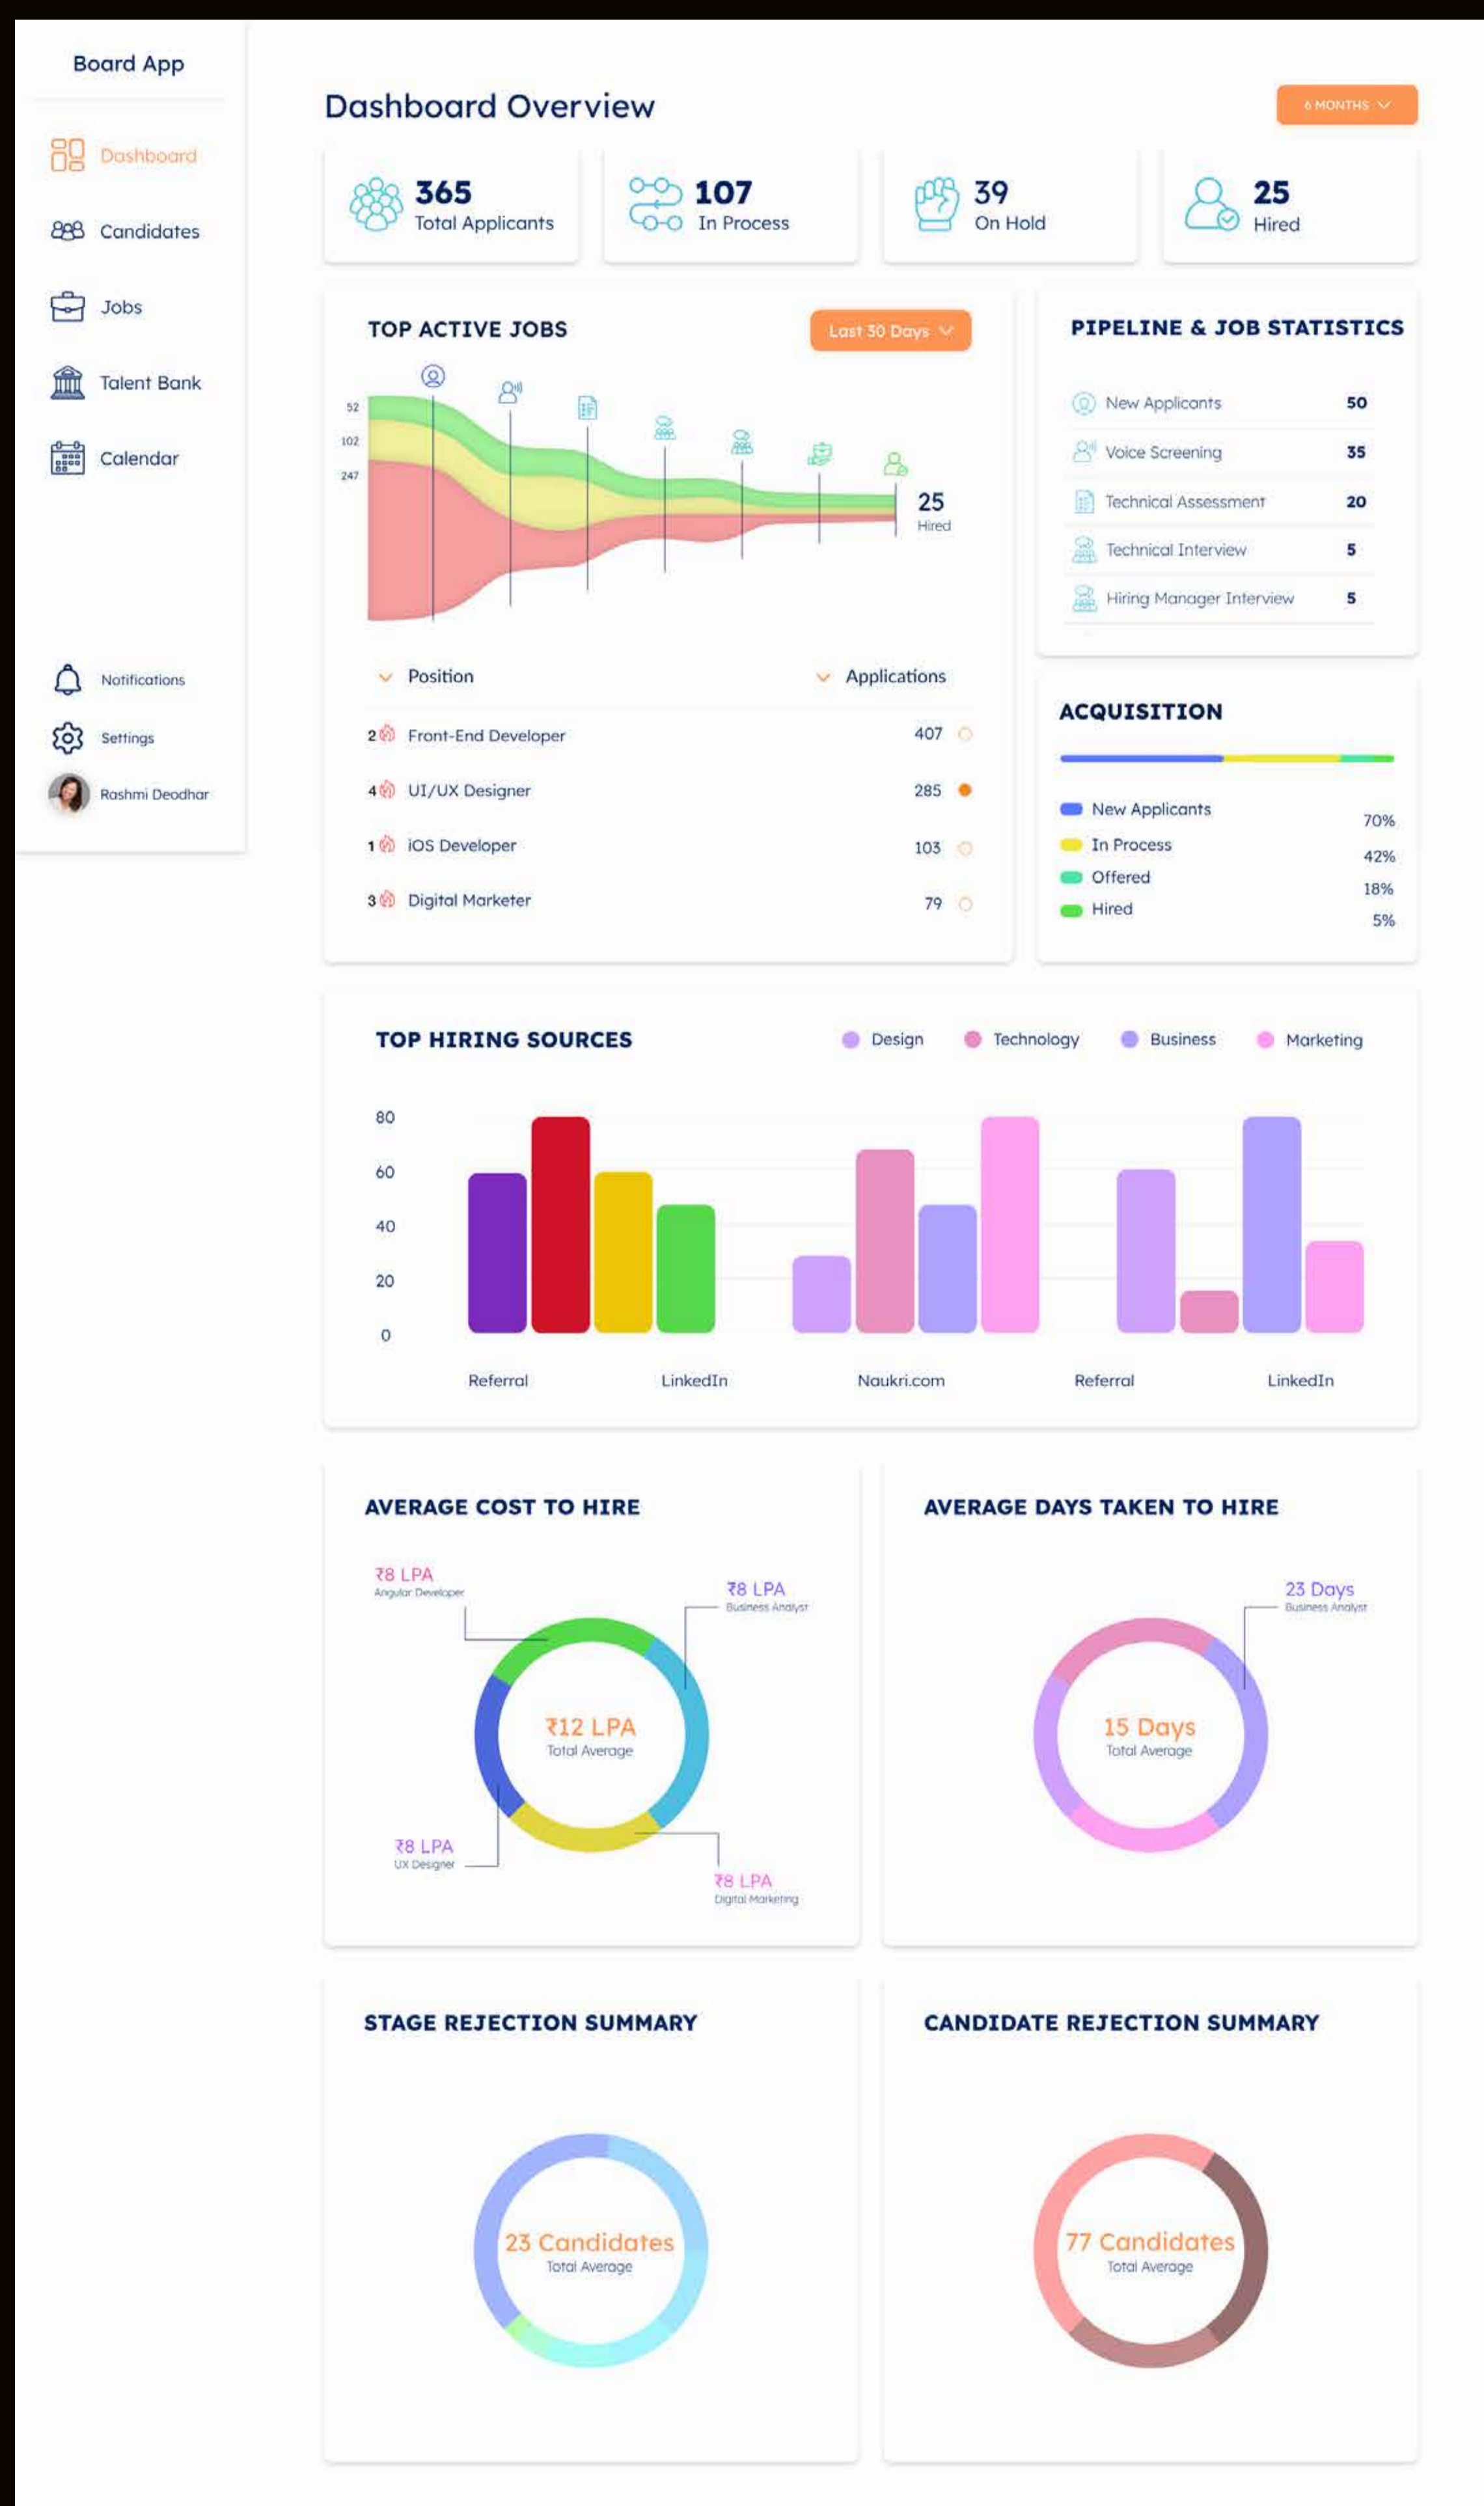 Board App
Dashboard
Candidates
Jobs
Talent Bank
Calendar
Notifications
Settings
Rashmi Deodhar
Dashboard Overview
6 MONTHS
365
Total Applicants
107
In Process
39
On Hold
25
Hired
TOP ACTIVE JOBS
Last 30 Days
52
102
247
25
Hired
Position Applications
2 Front-End Developer 407
4 UI/UX Designer 285
1 iOS Developer 103
3 Digital Marketer 79
PIPELINE & JOB STATISTICS
New Applicants 50
Voice Screening 35
Technical Assessment 20
Technical Interview 5
Hiring Manager Interview 5
ACQUISITION
New Applicants 70%
In Process 42%
Offered 18%
Hired 5%
TOP HIRING SOURCES
Design Technology Business Marketing
80
60
40
20
0
Referral LinkedIn Naukri.com Referral LinkedIn
AVERAGE COST TO HIRE
₹8 LPA
Angular Developer
₹8 LPA
Business Analyst
₹12 LPA
Total Average
₹8 LPA
UX Designer
₹8 LPA
Digital Marketing
AVERAGE DAYS TAKEN TO HIRE
23 Days
Business Analyst
15 Days
Total Average
STAGE REJECTION SUMMARY
23 Candidates
Total Average
CANDIDATE REJECTION SUMMARY
77 Candidates
Total Average